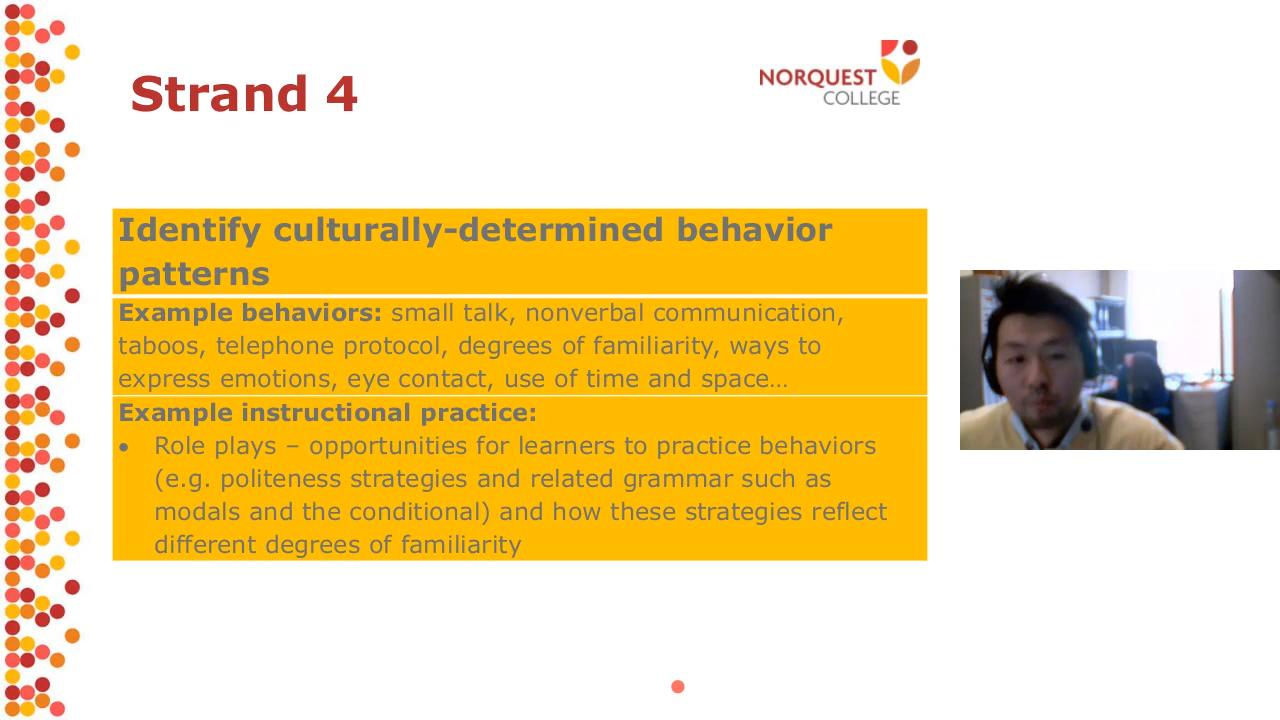 Strand 4
NORQUEST
COLLEGE
Identify culturally-determined behavior
patterns
Example behaviors: small talk, nonverbal communication,
taboos, telephone protocol, degrees of familiarity, ways to
express emotions, eye contact, use of time and space…
Example instructional practice:
• Role plays – opportunities for learners to practice behaviors
(e.g. politeness strategies and related grammar such as
modals and the conditional) and how these strategies reflect
different degrees of familiarity